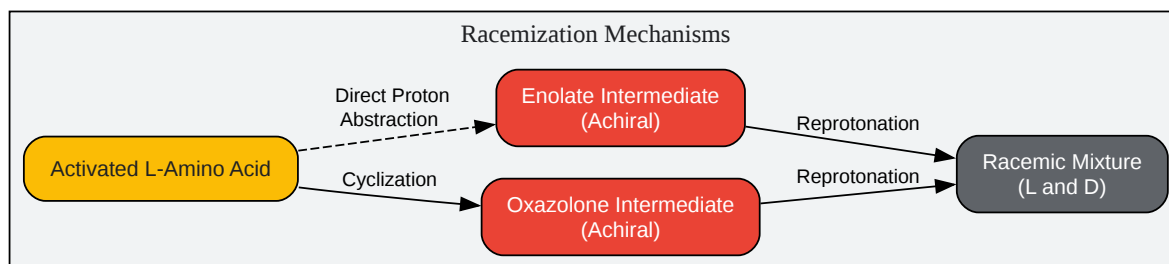 Racemization Mechanisms
Direct Proton
Abstraction
Enolate Intermediate
(Achiral)
Reprotonation
Activated L-Amino Acid
Cyclization
Oxazolone Intermediate
(Achiral)
Reprotonation
Racemic Mixture
(L and D)